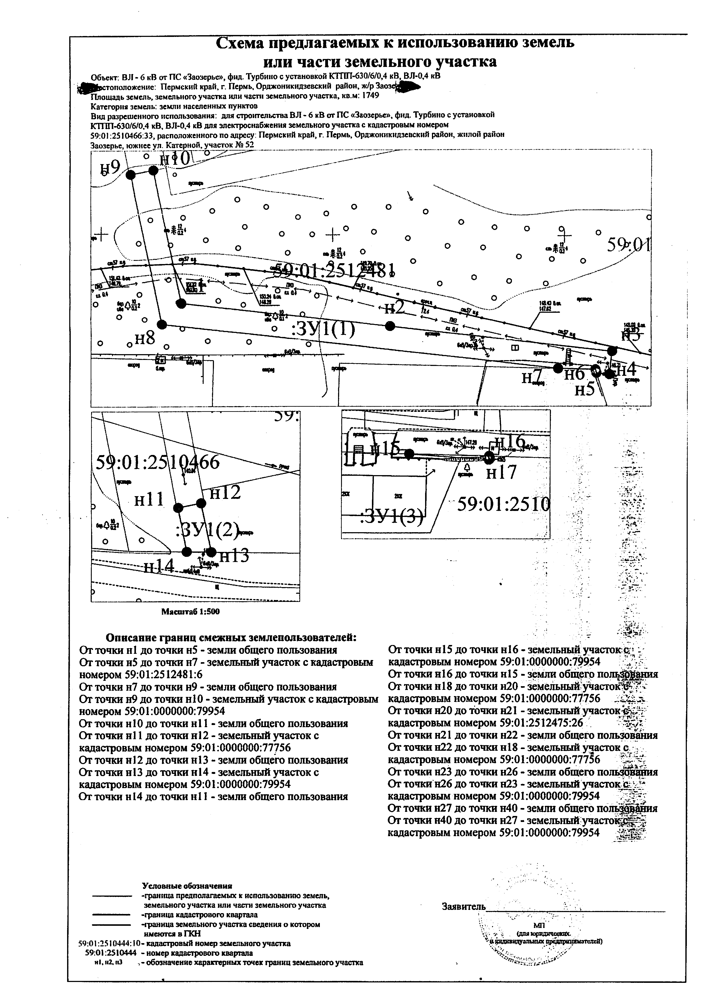 Схема предлагаемых к использованию земель
или части земельного участка
Объект: ВЛ - 6 кВ от ПС «Заозерье», фид. Турбино с установкой КТПП-630/6/0,4 кВ, ВЛ-0,4 кВ
Пермский край, г. Пермь, Орджоникидзевский район, ж/р
Площадь земель, земельного участка или части земельного участка, кв.м: 1749
Категория земель: земли населенных пунктов
Вид разрешенного использования: для строительства ВЛ - 6 кВ от ПС «Заозерье», фид. Турбино с установкой
КТПП-630/6/0,4 кВ, ВЛ-0,4 кВ для электроснабжения земельного участка с кадастровым номером
59:01:2510466:33, расположенного по адресу: Пермский край, г. Пермь, Орджоникидзевский район, жилой район
Заозерье, южнее ул. Катерной, участок № 52
н9
н10
пустырь
59:01
59:01:2512481
н2
:ЗУ1(1)
н8
н3
н7
н6
н4
н5
59:
59:01:2510466
н11
н12
:ЗУ1(2)
н14
н13
н15
н16
н17
59:01:2510
:ЗУ1(3)
Масштаб 1:500
Описание границ смежных землепользователей:
От точки н1 до точки н5 - земли общего пользования
От точки н5 до точки н7 - земельный участок с кадастровым
номером 59:01:2512481:6
От точки н7 до точки н9 - земли общего пользования
От точки н9 до точки н10 - земельный участок с кадастровым
номером 59:01:0000000:79954
От точки н10 до точки н11 - земли общего пользования
От точки н11 до точки н12 - земельный участок с
кадастровым номером 59:01:0000000:77756
От точки н12 до точки н13 - земли общего пользования
От точки н13 до точки н14 - земельный участок с
кадастровым номером 59:01:0000000:79954
От точки н14 до точки н11 - земли общего пользования
От точки н15 до точки н16 - земельный участок с
кадастровым номером 59:01:0000000:79954
От точки н16 до точки н15 - земли общего пользования
От точки н18 до точки н20 - земельный участок с
кадастровым номером 59:01:0000000:77756
От точки н20 до точки н21 - земельный участок с
кадастровым номером 59:01:2512475:26
От точки н21 до точки н22 - земли общего пользования
От точки н22 до точки н18 - земельный участок с
кадастровым номером 59:01:0000000:77756
От точки н23 до точки н26 - земли общего пользования
От точки н26 до точки н23 - земельный участок с
кадастровым номером 59:01:0000000:79954
От точки н27 до точки н40 - земли общего пользования
От точки н40 до точки н27 - земельный участок с
кадастровым номером 59:01:0000000:79954
Условные обозначения
-граница предполагаемых к использованию земель,
земельного участка или части земельного участка
-граница кадастрового квартала
-граница земельного участка сведения о котором
имеются в ГКН
59:01:2510444:10- кадастровый номер земельного участка
59:01:2510444 - номер кадастрового квартала
н1, н2, н3 - обозначение характерных точек границ земельного участка
Заявитель
МП
(для юридических.
и индивидуальных предпринимателей)